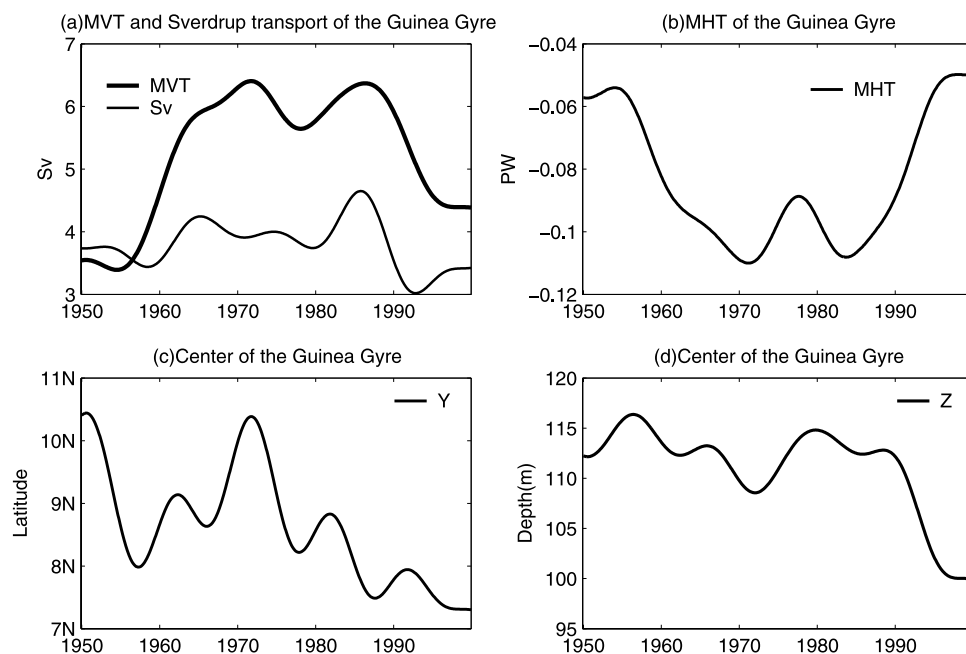 (a)MVT and Sverdrup transport of the Guinea Gyre
7
6
5
4
3
Sv
MVT
Sv
1950 1960 1970 1980 1990
(b)MHT of the Guinea Gyre
−0.04
−0.06
−0.08
−0.1
−0.12
PW
MHT
1950 1960 1970 1980 1990
(c)Center of the Guinea Gyre
11N
10N
9N
8N
7N
Latitude
Y
1950 1960 1970 1980 1990
(d)Center of the Guinea Gyre
120
115
110
105
100
95
Depth(m)
Z
1950 1960 1970 1980 1990